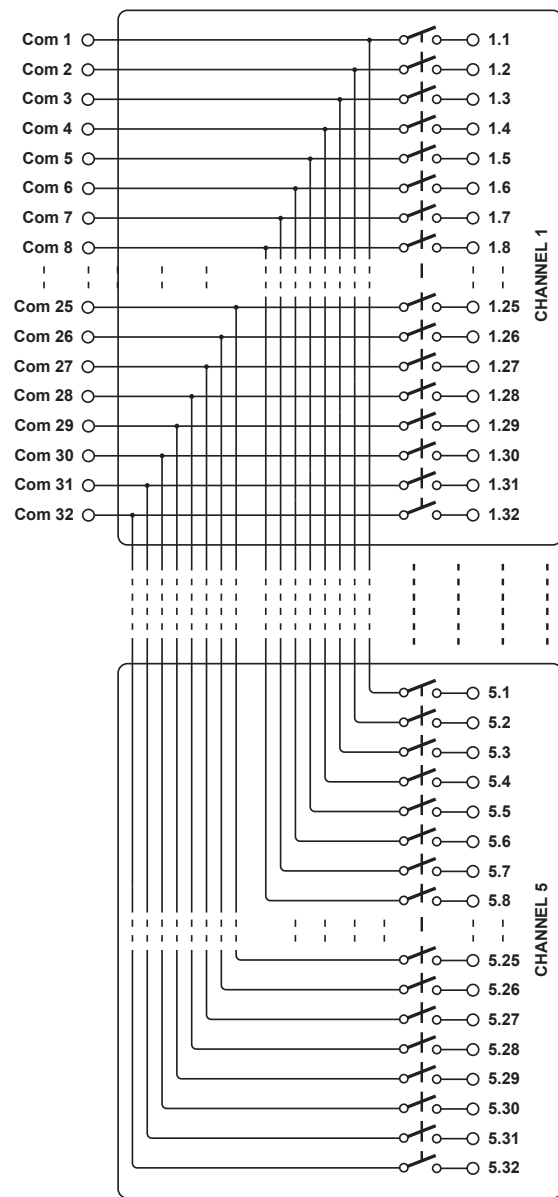 Com 1 1.1
Com 2 1.2
Com 3 1.3
Com 4 1.4
Com 5 1.5
Com 6 1.6
Com 7 1.7
Com 8 1.8
CHANNEL 1
Com 25 1.25
Com 26 1.26
Com 27 1.27
Com 28 1.28
Com 29 1.29
Com 30 1.30
Com 31 1.31
Com 32 1.32
5.1
5.2
5.3
5.4
5.5
5.6
5.7
5.8
CHANNEL 5
5.25
5.26
5.27
5.28
5.29
5.30
5.31
5.32